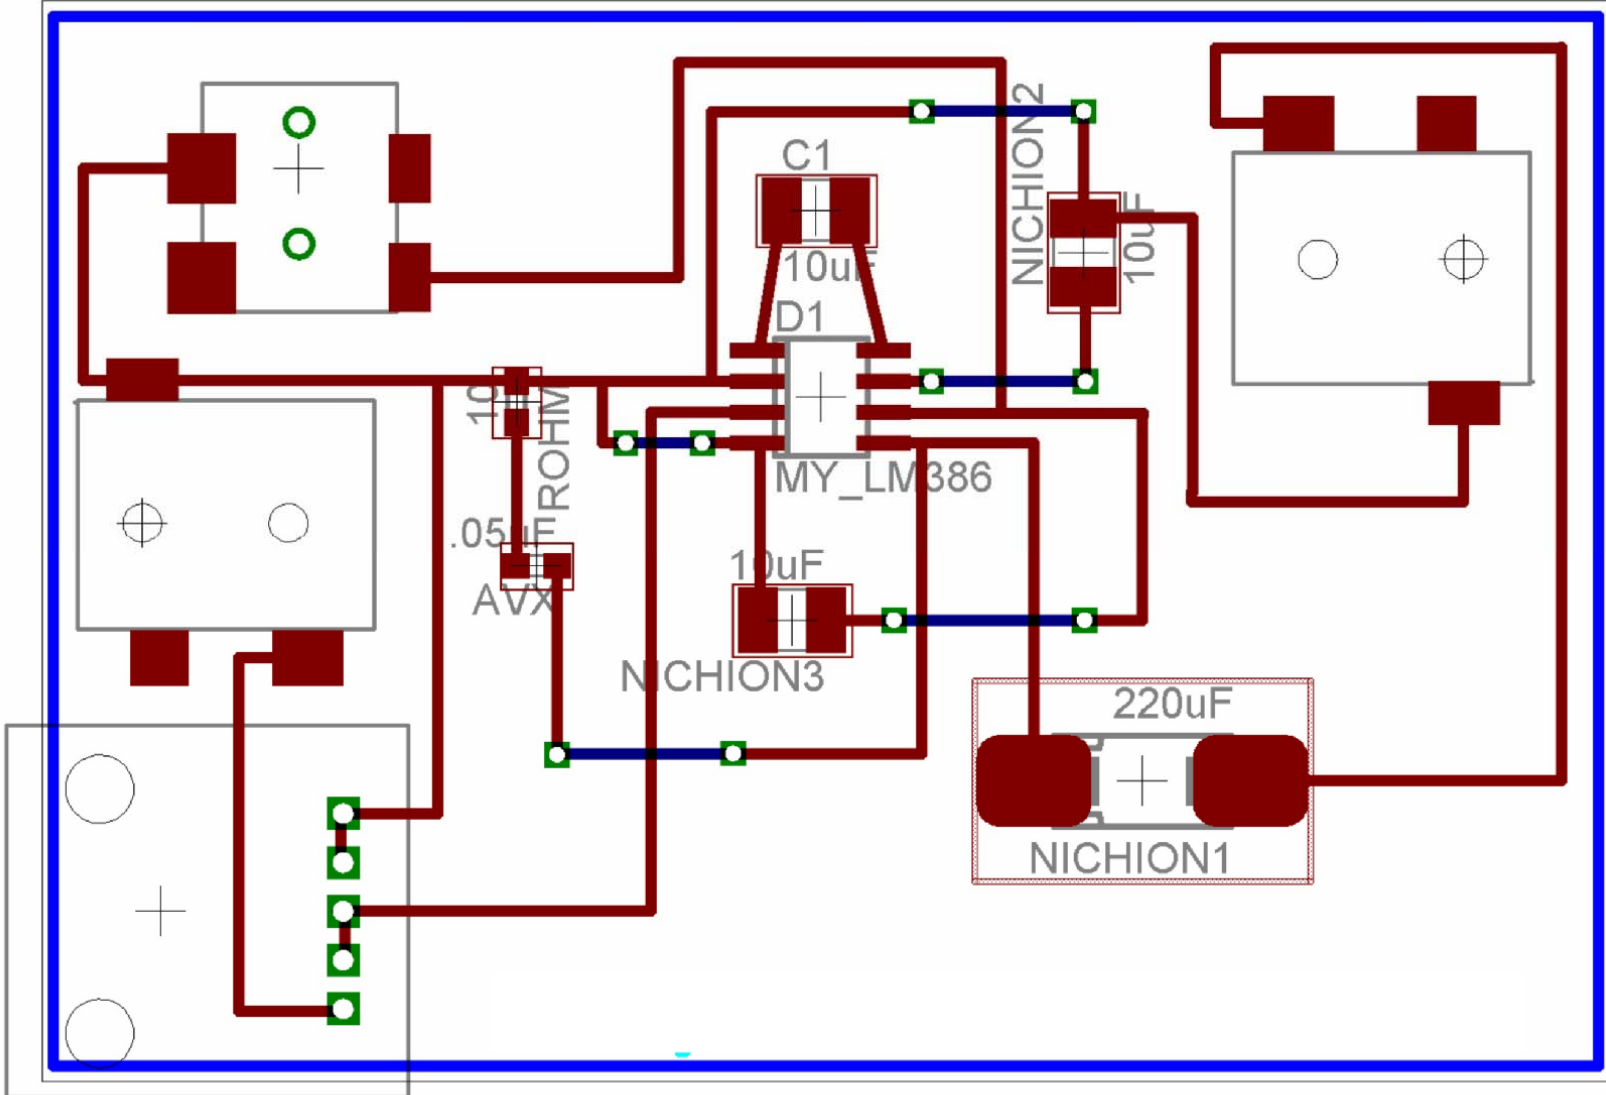 C1
10uF
NICHION2
10uF
D1
MY_LM386
10
ROHM
.05uF
AVX
10uF
NICHION3
220uF
NICHION1